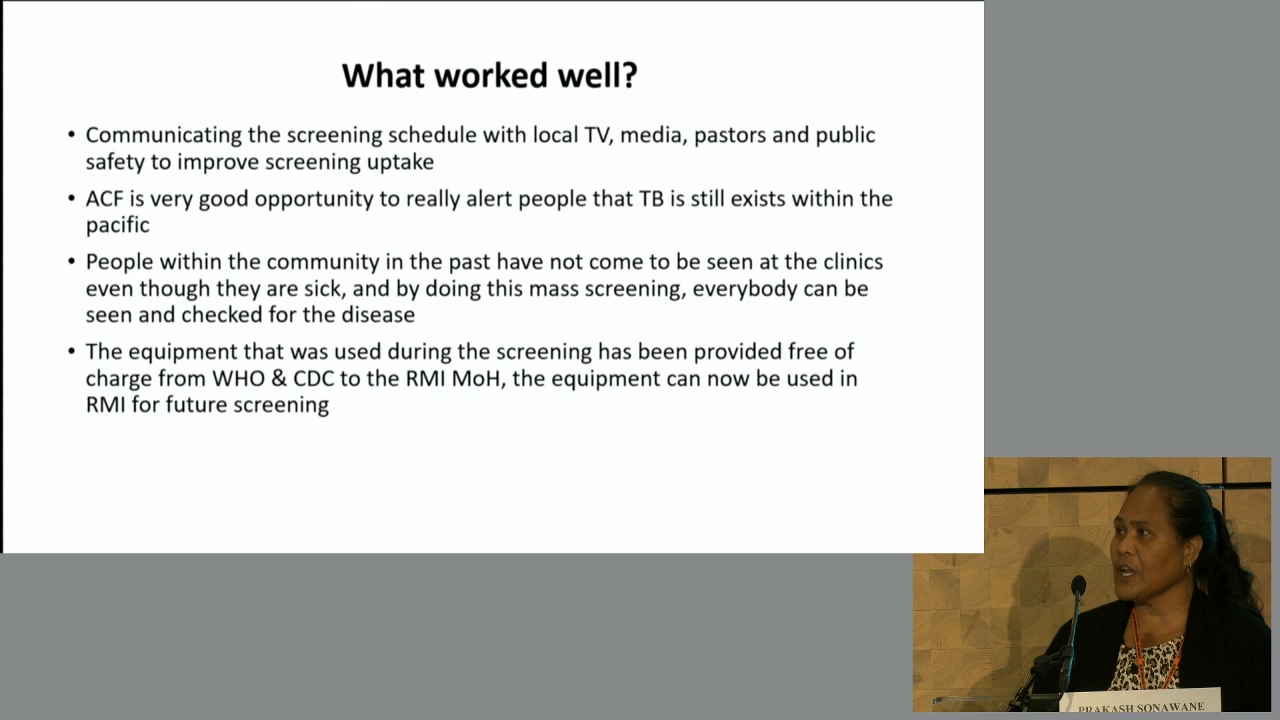 What worked well?
• Communicating the screening schedule with local TV, media, pastors and public
safety to improve screening uptake
• ACF is very good opportunity to really alert people that TB is still exists within the
pacific
• People within the community in the past have not come to be seen at the clinics
even though they are sick, and by doing this mass screening, everybody can be
seen and checked for the disease
• The equipment that was used during the screening has been provided free of
charge from WHO & CDC to the RMI MoH, the equipment can now be used in
RMI for future screening
PRAKASH SONAWANE